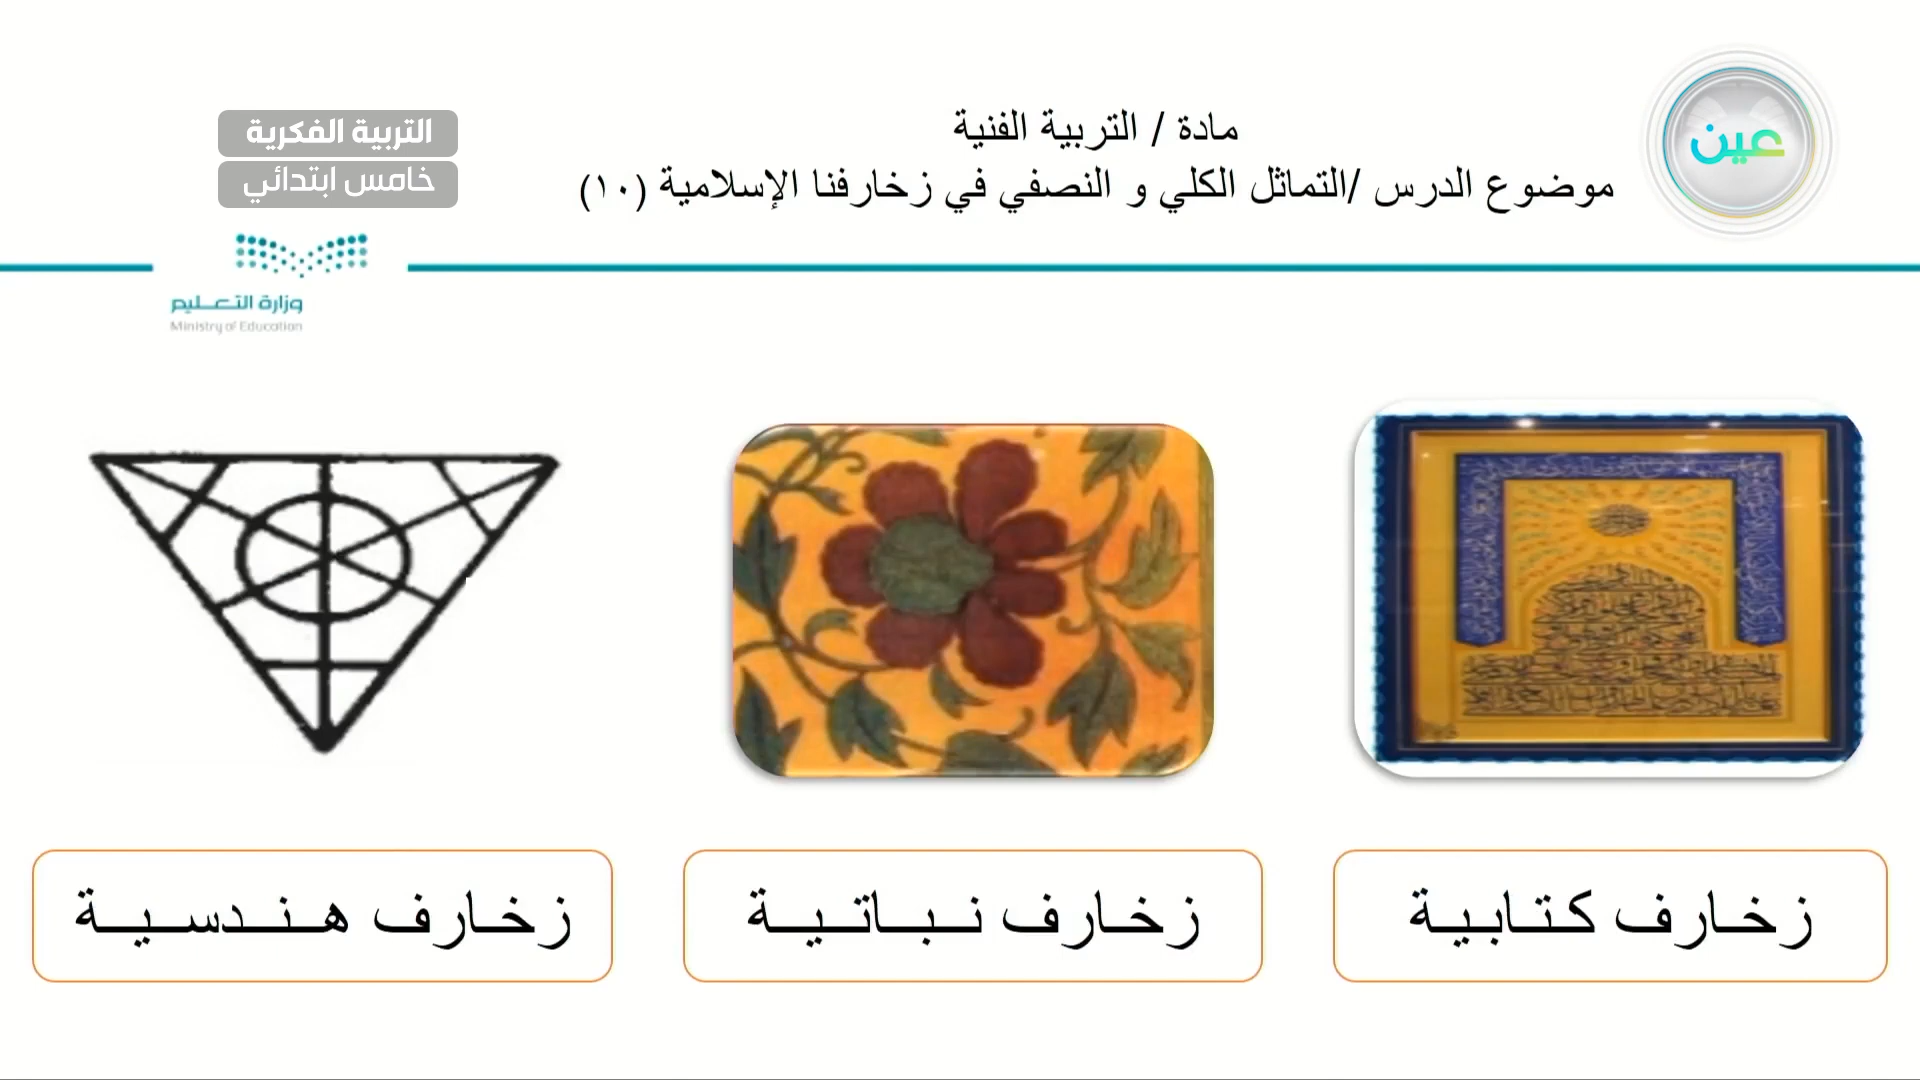 عين
مادة / التربية الفنية
موضوع الدرس /التماثل الكلي و النصفي في زخارفنا الإسلامية (١٠)
التربية الفكرية
خامس ابتدائي
وزارة التعليم
Ministry of Education
زخارف كتابية
زخارف نباتية
زخارف هندسية